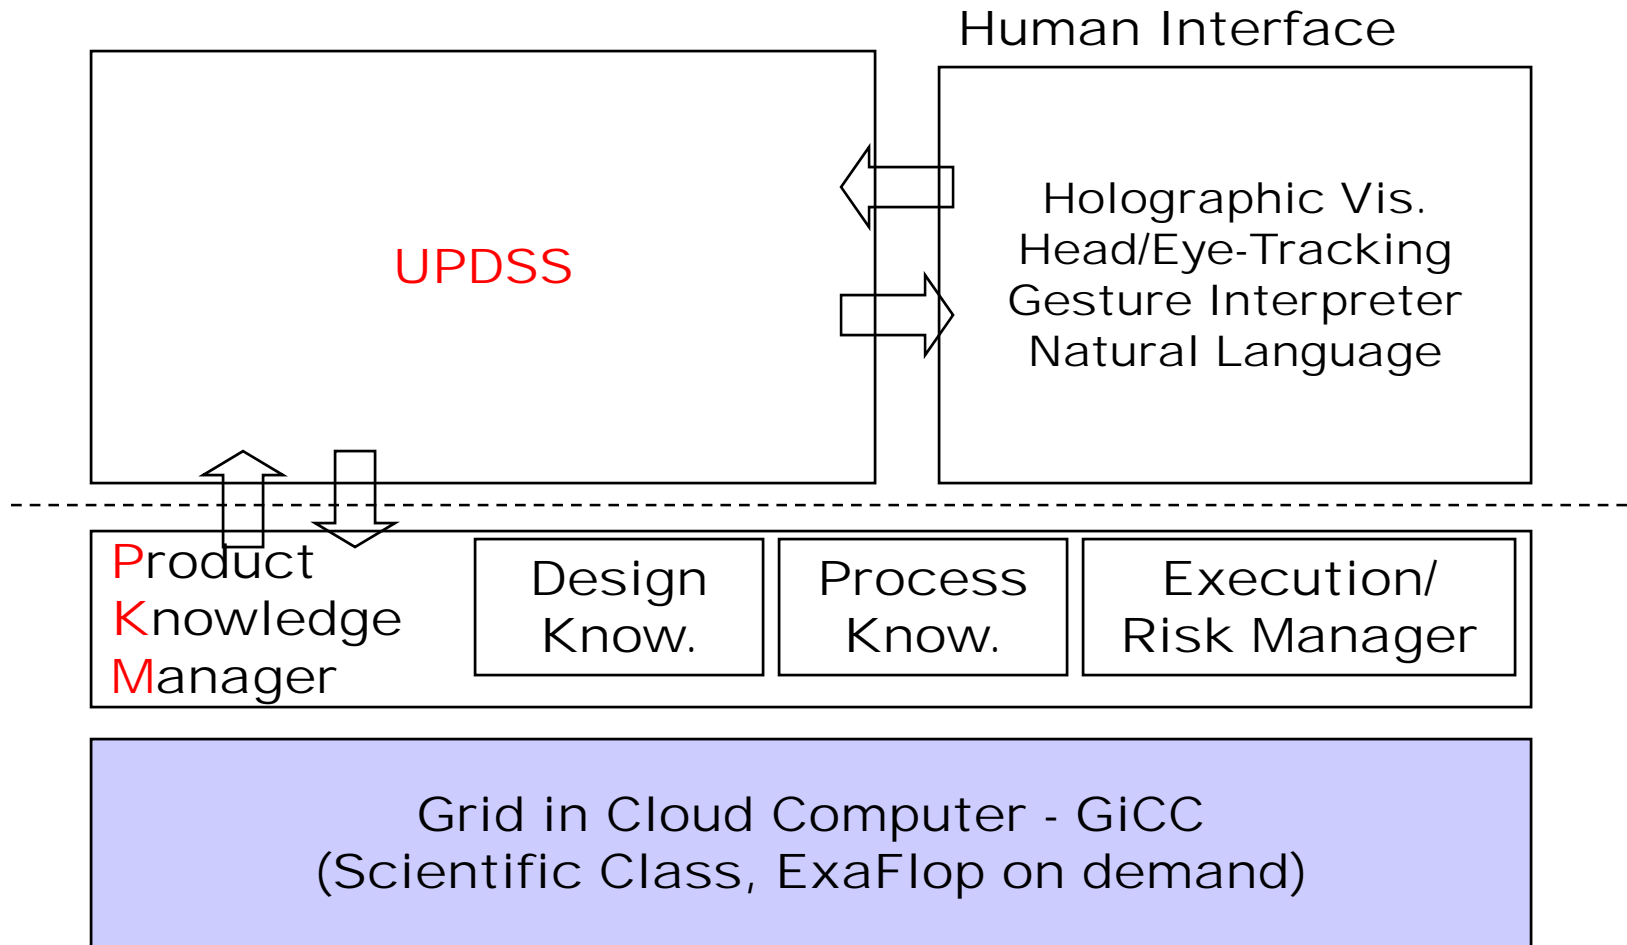 Human Interface
UPDSS
Holographic Vis.
Head/Eye-Tracking
Gesture Interpreter
Natural Language
Product
Knowledge
Manager
Design
Know.
Process
Know.
Execution/
Risk Manager
Grid in Cloud Computer - GiCC
(Scientific Class, ExaFlop on demand)